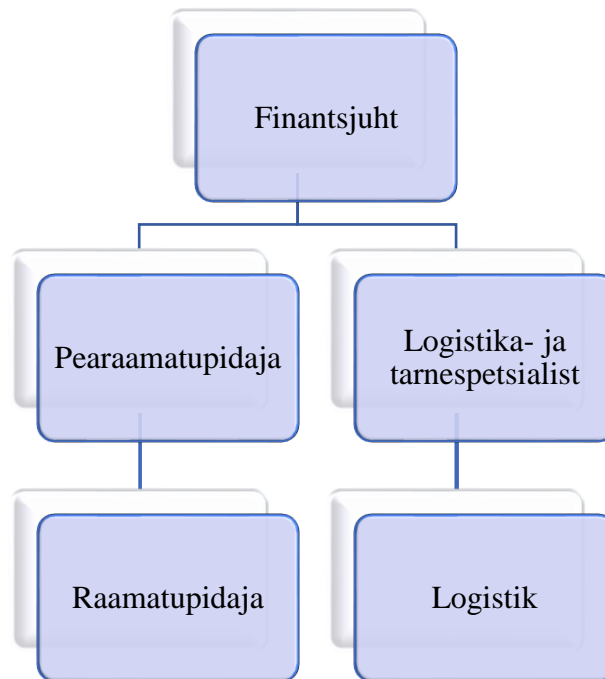 Finantsjuht
Pearaamatupidaja
Logistika- ja
tarnespetsialist
Raamatupidaja
Logistik